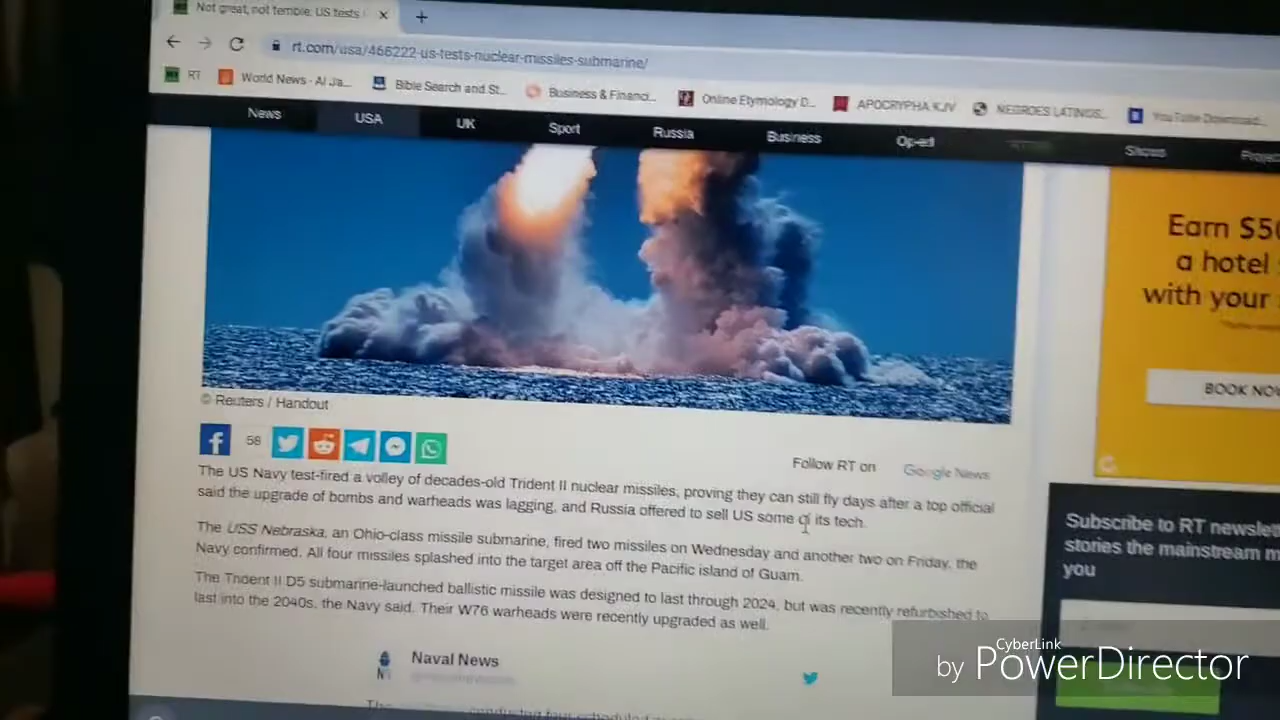 Not great, not terrible: US tests
rt.com/usa/466222-us-tests-nuclear-missiles-submarine/
RT World News - Al Ja... Bible Search and St... Business & Financi... Online Etymology D... APOCRYPHA KJV NEGROES LATINOS... YouTube Download...
News USA UK Sport Russia Business Op-ed Shows Projec
Earn $50
a hotel
with your
BOOK NO
© Reuters / Handout
58
Follow RT on Google News
The US Navy test-fired a volley of decades-old Trident II nuclear missiles, proving they can still fly days after a top official
said the upgrade of bombs and warheads was lagging, and Russia offered to sell US some of its tech.
The USS Nebraska, an Ohio-class missile submarine, fired two missiles on Wednesday and another two on Friday, the
Navy confirmed. All four missiles splashed into the target area off the Pacific island of Guam.
The Trident II D5 submarine-launched ballistic missile was designed to last through 2024, but was recently refurbished to
last into the 2040s, the Navy said. Their W76 warheads were recently upgraded as well.
Naval News
Subscribe to RT newslet
stories the mainstream m
you
CyberLink
by PowerDirector